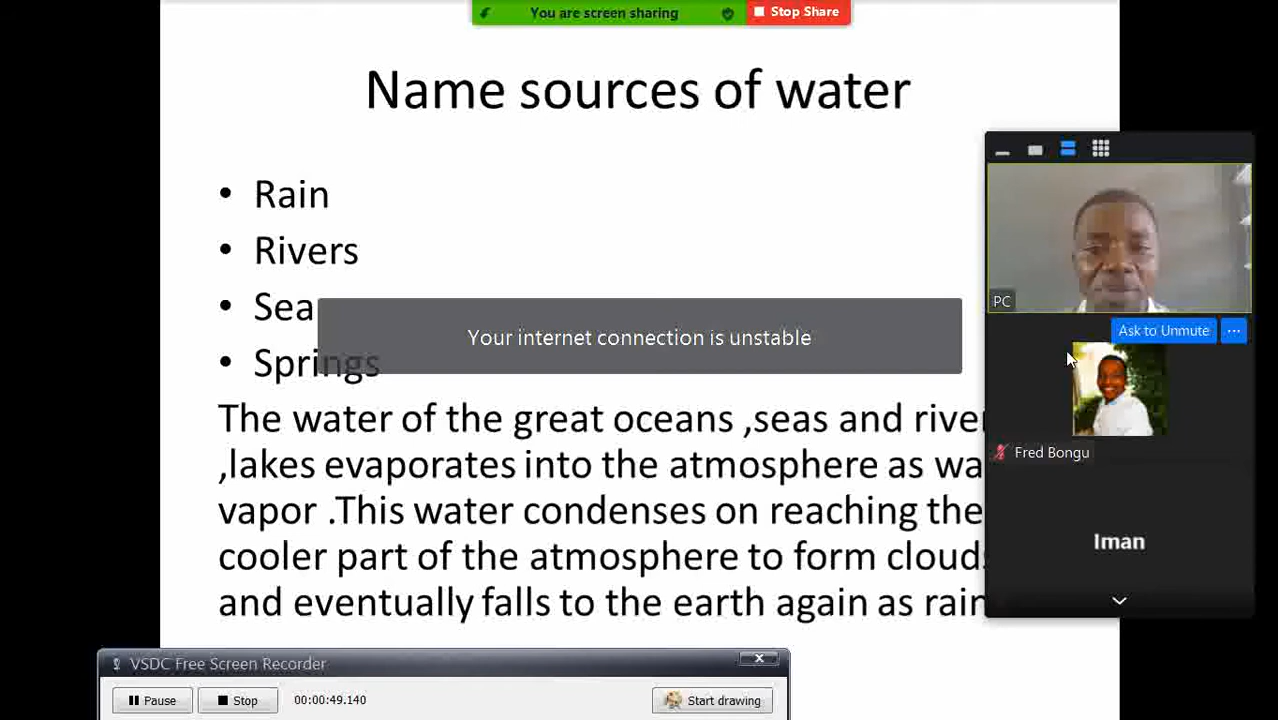 You are screen sharing
Stop Share
Name sources of water
• Rain
• Rivers
• Sea
• Springs
Your internet connection is unstable
The water of the great oceans ,seas and
,lakes evaporates into the atmosphere as
vapor .This water condenses on reaching the
cooler part of the atmosphere to form clouds
and eventually falls to the earth again as rain
PC
Ask to Unmute
Fred Bongu
Iman
VSDC Free Screen Recorder
Pause
Stop
00:00:49.140
Start drawing